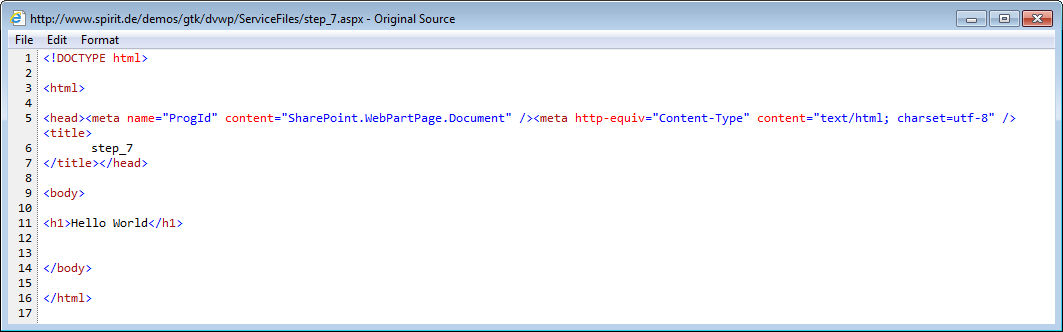 http://www.spirit.de/demos/gtk/dvwp/ServiceFiles/step_7.aspx - Original Source
File Edit Format
1 <!DOCTYPE html>
2
3 <html>
4
5 <head><meta name="ProgId" content="SharePoint.WebPartPage.Document" /><meta http-equiv="Content-Type" content="text/html; charset=utf-8" />
<title>
6 step_7
7 </title></head>
8
9 <body>
10
11 <h1>Hello World</h1>
12
13
14 </body>
15
16 </html>
17